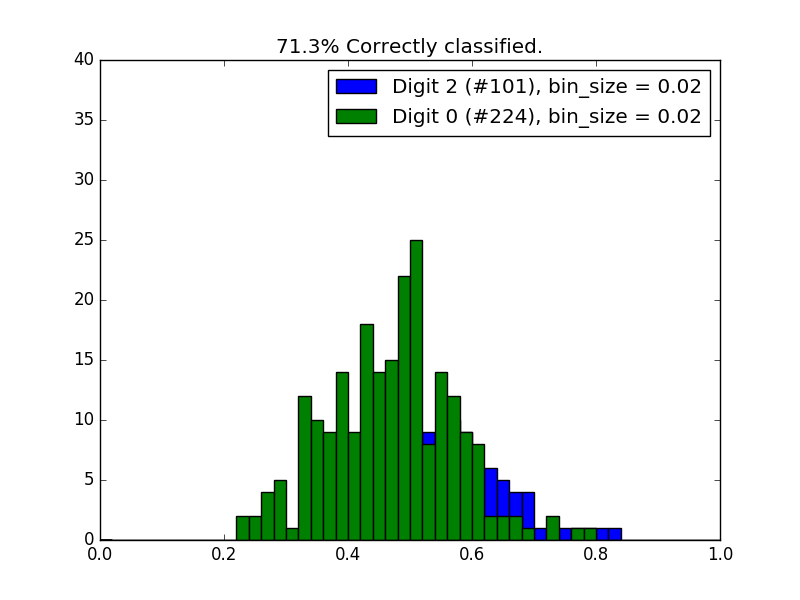 71.3% Correctly classified.
Digit 2 (#101), bin_size = 0.02
Digit 0 (#224), bin_size = 0.02
40
35
30
25
20
15
10
5
0
0.0 0.2 0.4 0.6 0.8 1.0